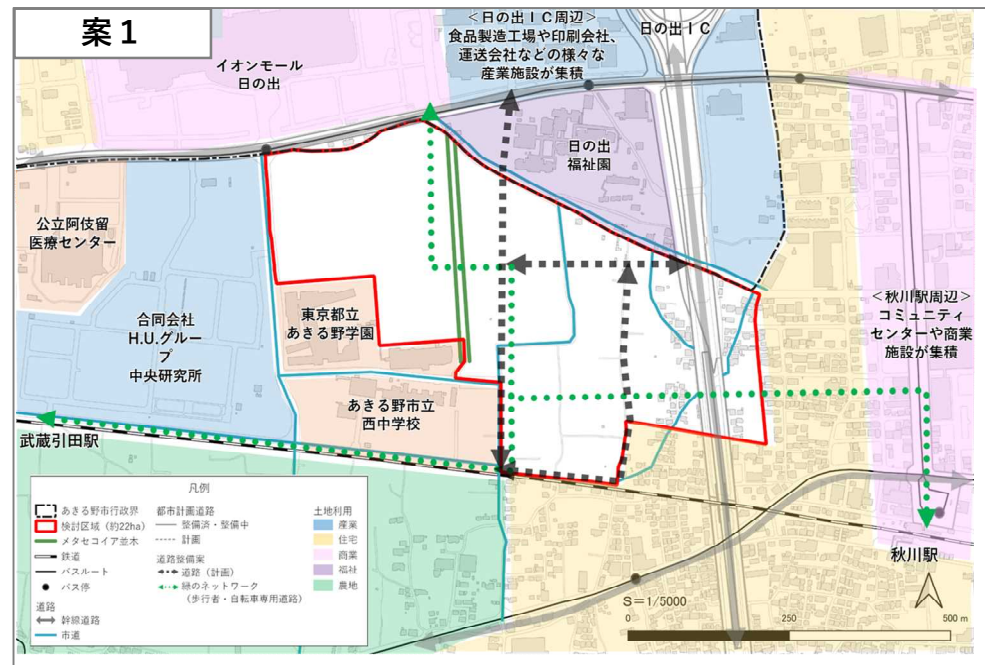 案１
＜日の出ＩＣ周辺＞
食品製造工場や印刷会社、
運送会社などの様々な
産業施設が集積
日の出ＩＣ
イオンモール
日の出
日の出
福祉園
公立阿伎留
医療センター
合同会社
H.U.グルー
プ
中央研究所
東京都立
あきる野学園
あきる野市立
西中学校
＜秋川駅周辺＞
コミュニティ
センターや商業
施設が集積
武蔵引田駅
秋川駅
凡例
あきる野市行政界
検討区域（約22ha）
メタセコイア並木
鉄道
バスルート
バス停
道路
幹線道路
市道
都市計画道路
整備済・整備中
計画
道路整備案
道路（計画）
緑のネットワーク
（歩行者・自転車専用道路）
土地利用
産業
住宅
商業
福祉
農地
S＝1/5000
0 250 500 m